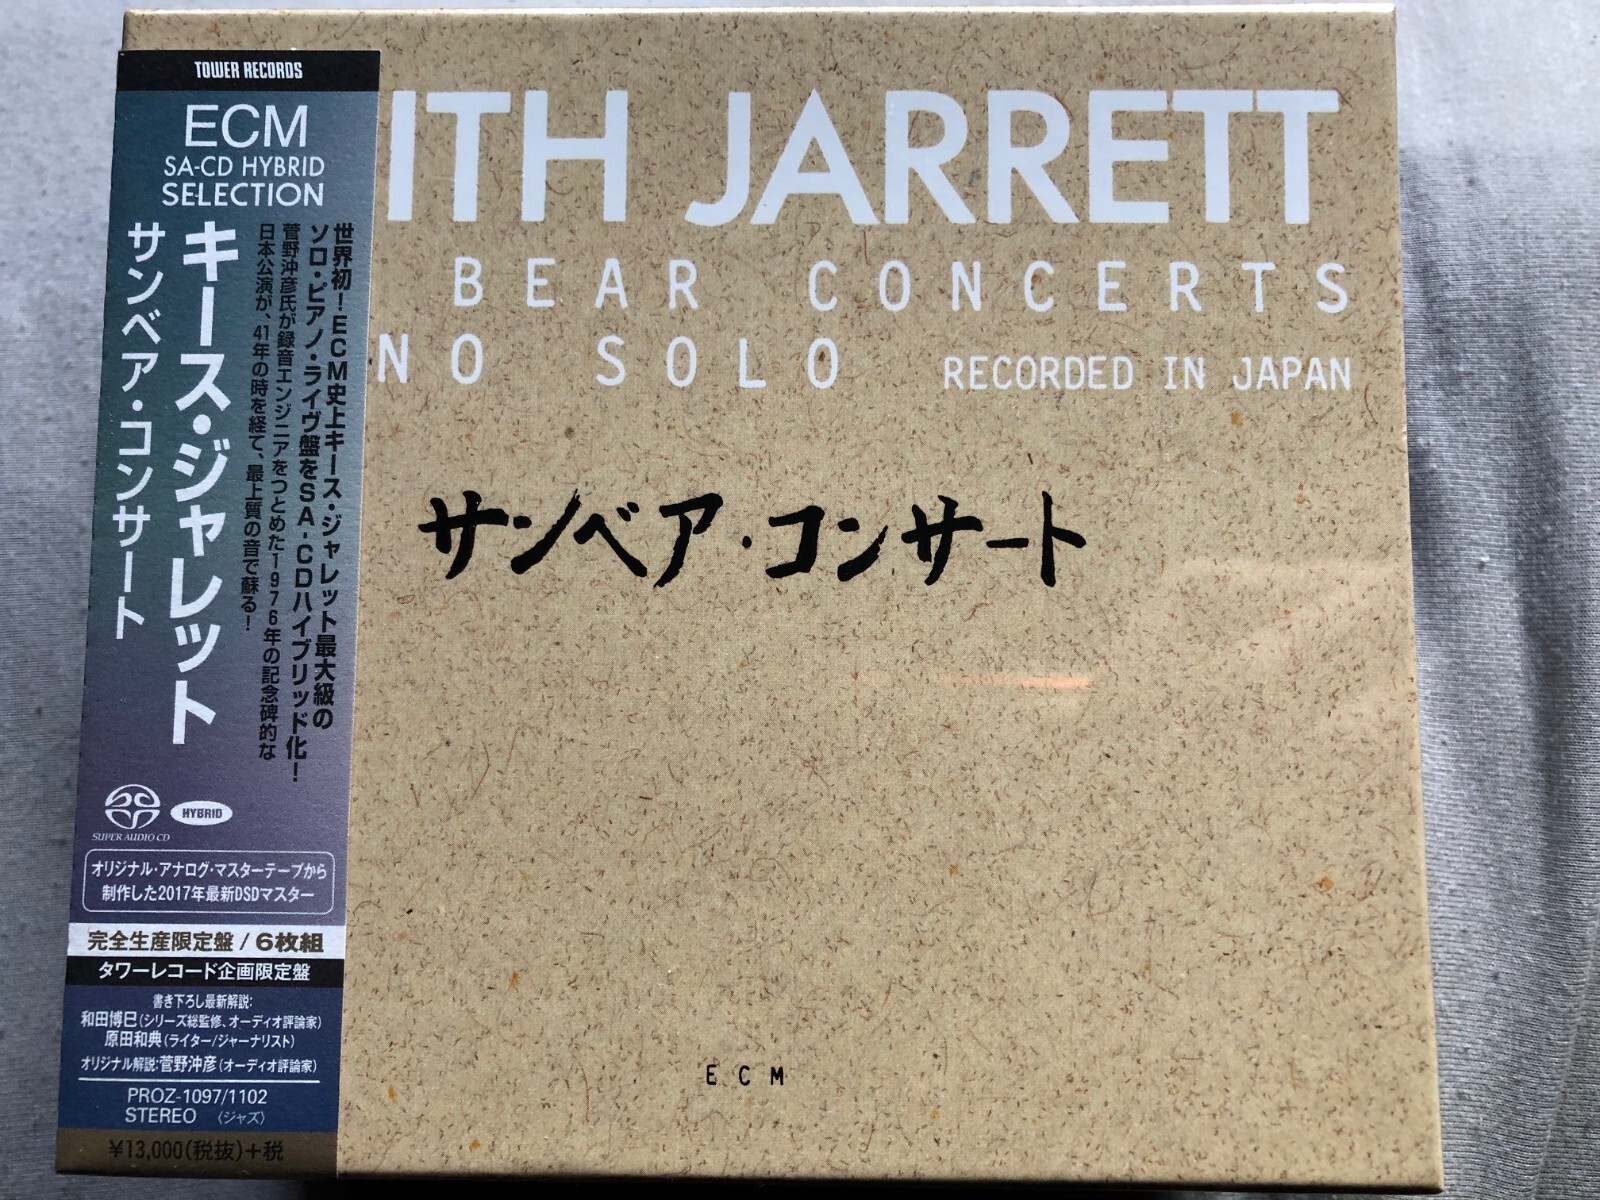 TOWER RECORDS
ECM
SA-CD HYBRID
SELECTION
世界初！ECM史上キース・ジャレット最大級の
ソロ・ピアノ・ライヴ盤をSA-CDハイブリッド化！
菅野沖彦氏が録音エンジニアをつとめた1976年の記念碑的な
日本公演が、41年の時を経て、最上質の音で蘇る！
キース・ジャレット
サンベア・コンサート
SUPER AUDIO CD
HYBRID
オリジナル・アナログ・マスターテープから
制作した2017年最新DSDマスター
完全生産限定盤 / 6枚組
タワーレコード企画限定盤
書き下ろし最新解説:
和田博巳(シリーズ総監修、オーディオ評論家)
原田和典(ライター/ジャーナリスト)
オリジナル解説:菅野沖彦(オーディオ評論家)
PROZ-1097/1102
STEREO 〈ジャズ〉
¥13,000(税抜)+税
ITH JARRETT
BEAR CONCERTS
NO SOLO RECORDED IN JAPAN
サンベア・コンサート
ECM